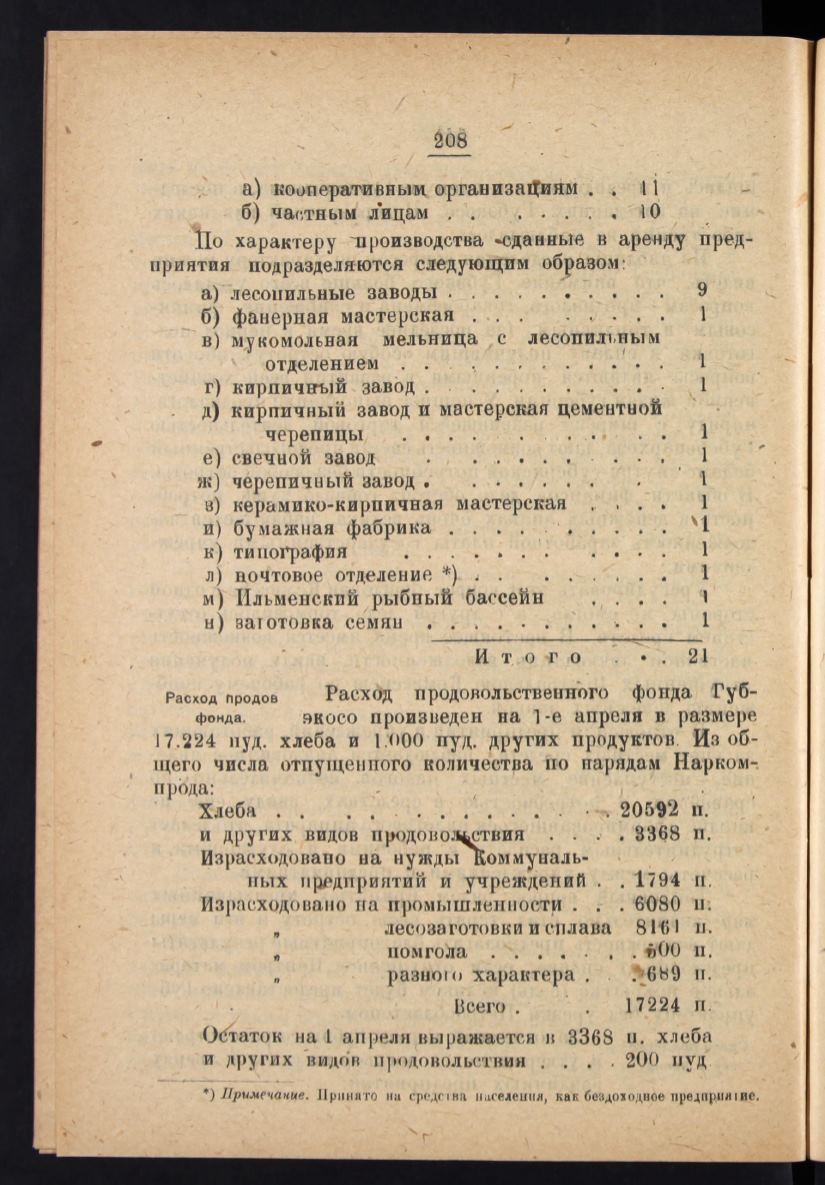 208
а) кооперативным организациям . . 11
б) частным лицам . . . . . . . . 10
По характеру производства сданные в аренду пред-
приятия подразделяются следующим образом:
а) лесопильные заводы . . . . . . . . . . 9
б) фанерная мастерская . . . . . . . . 1
в) мукомольная мельница с лесопильным
отделением . . . . . . . . . . . . 1
г) кирпичный завод . . . . . . . . . . . 1
д) кирпичный завод и мастерская цементной
черепицы . . . . . . . . . . . 1
е) свечной завод . . . . . . . . . 1
ж) черепичный завод . . . . . . . . 1
з) керамико-кирпичная мастерская . . . . 1
и) бумажная фабрика . . . . . . . . . . 1
к) типография . . . . . . . . . . 1
л) почтовое отделение *) . . . . . . . . . 1
м) Ильменский рыбный бассейн . . . . 1
н) заготовка семян . . . . . . . . . . . 1
Итого . . . 21
Расход продов Расход продовольственного фонда Губ-
фонда. экосо произведен на 1-е апреля в размере
17.224 пуд. хлеба и 1.000 пуд. других продуктов. Из об-
щего числа отпущенного количества по нарядам Нарком-
прода:
Хлеба . . . . . . . . . . . . . . 20592 п.
и других видов продовольствия . . . . 3368 п.
Израсходовано на нужды Коммуналь-
ных предприятий и учреждений . . 1794 п.
Израсходовано на промышленности . . . 6080 п.
„ лесозаготовки и сплава 8161 п.
„ помгола . . . . . . . 500 п.
„ разного характера . . 689 п.
Всего . . 17224 п.
Остаток на 1 апреля выражается в 3368 п. хлеба
и других видов продовольствия . . . . 200 пуд
*) Примечание. Принято на средства населения, как бездоходное предприятие.